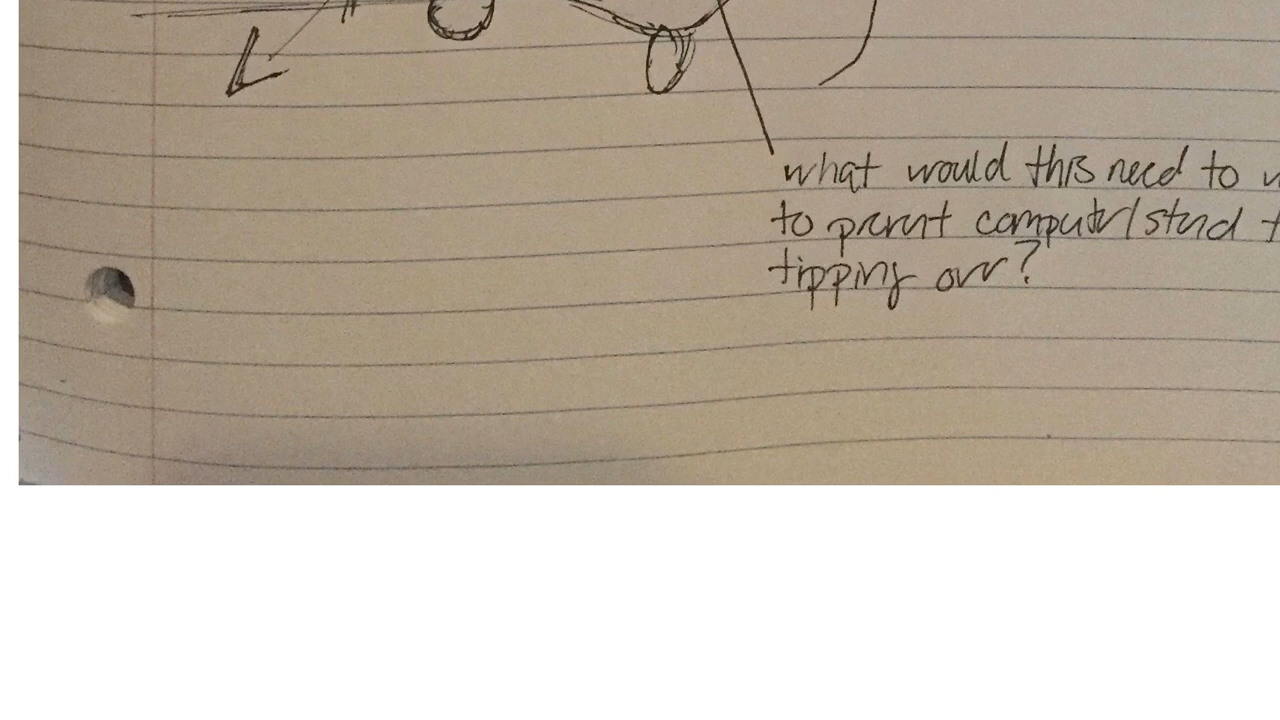 what would this need to
to prevent computer/stand
tipping over?